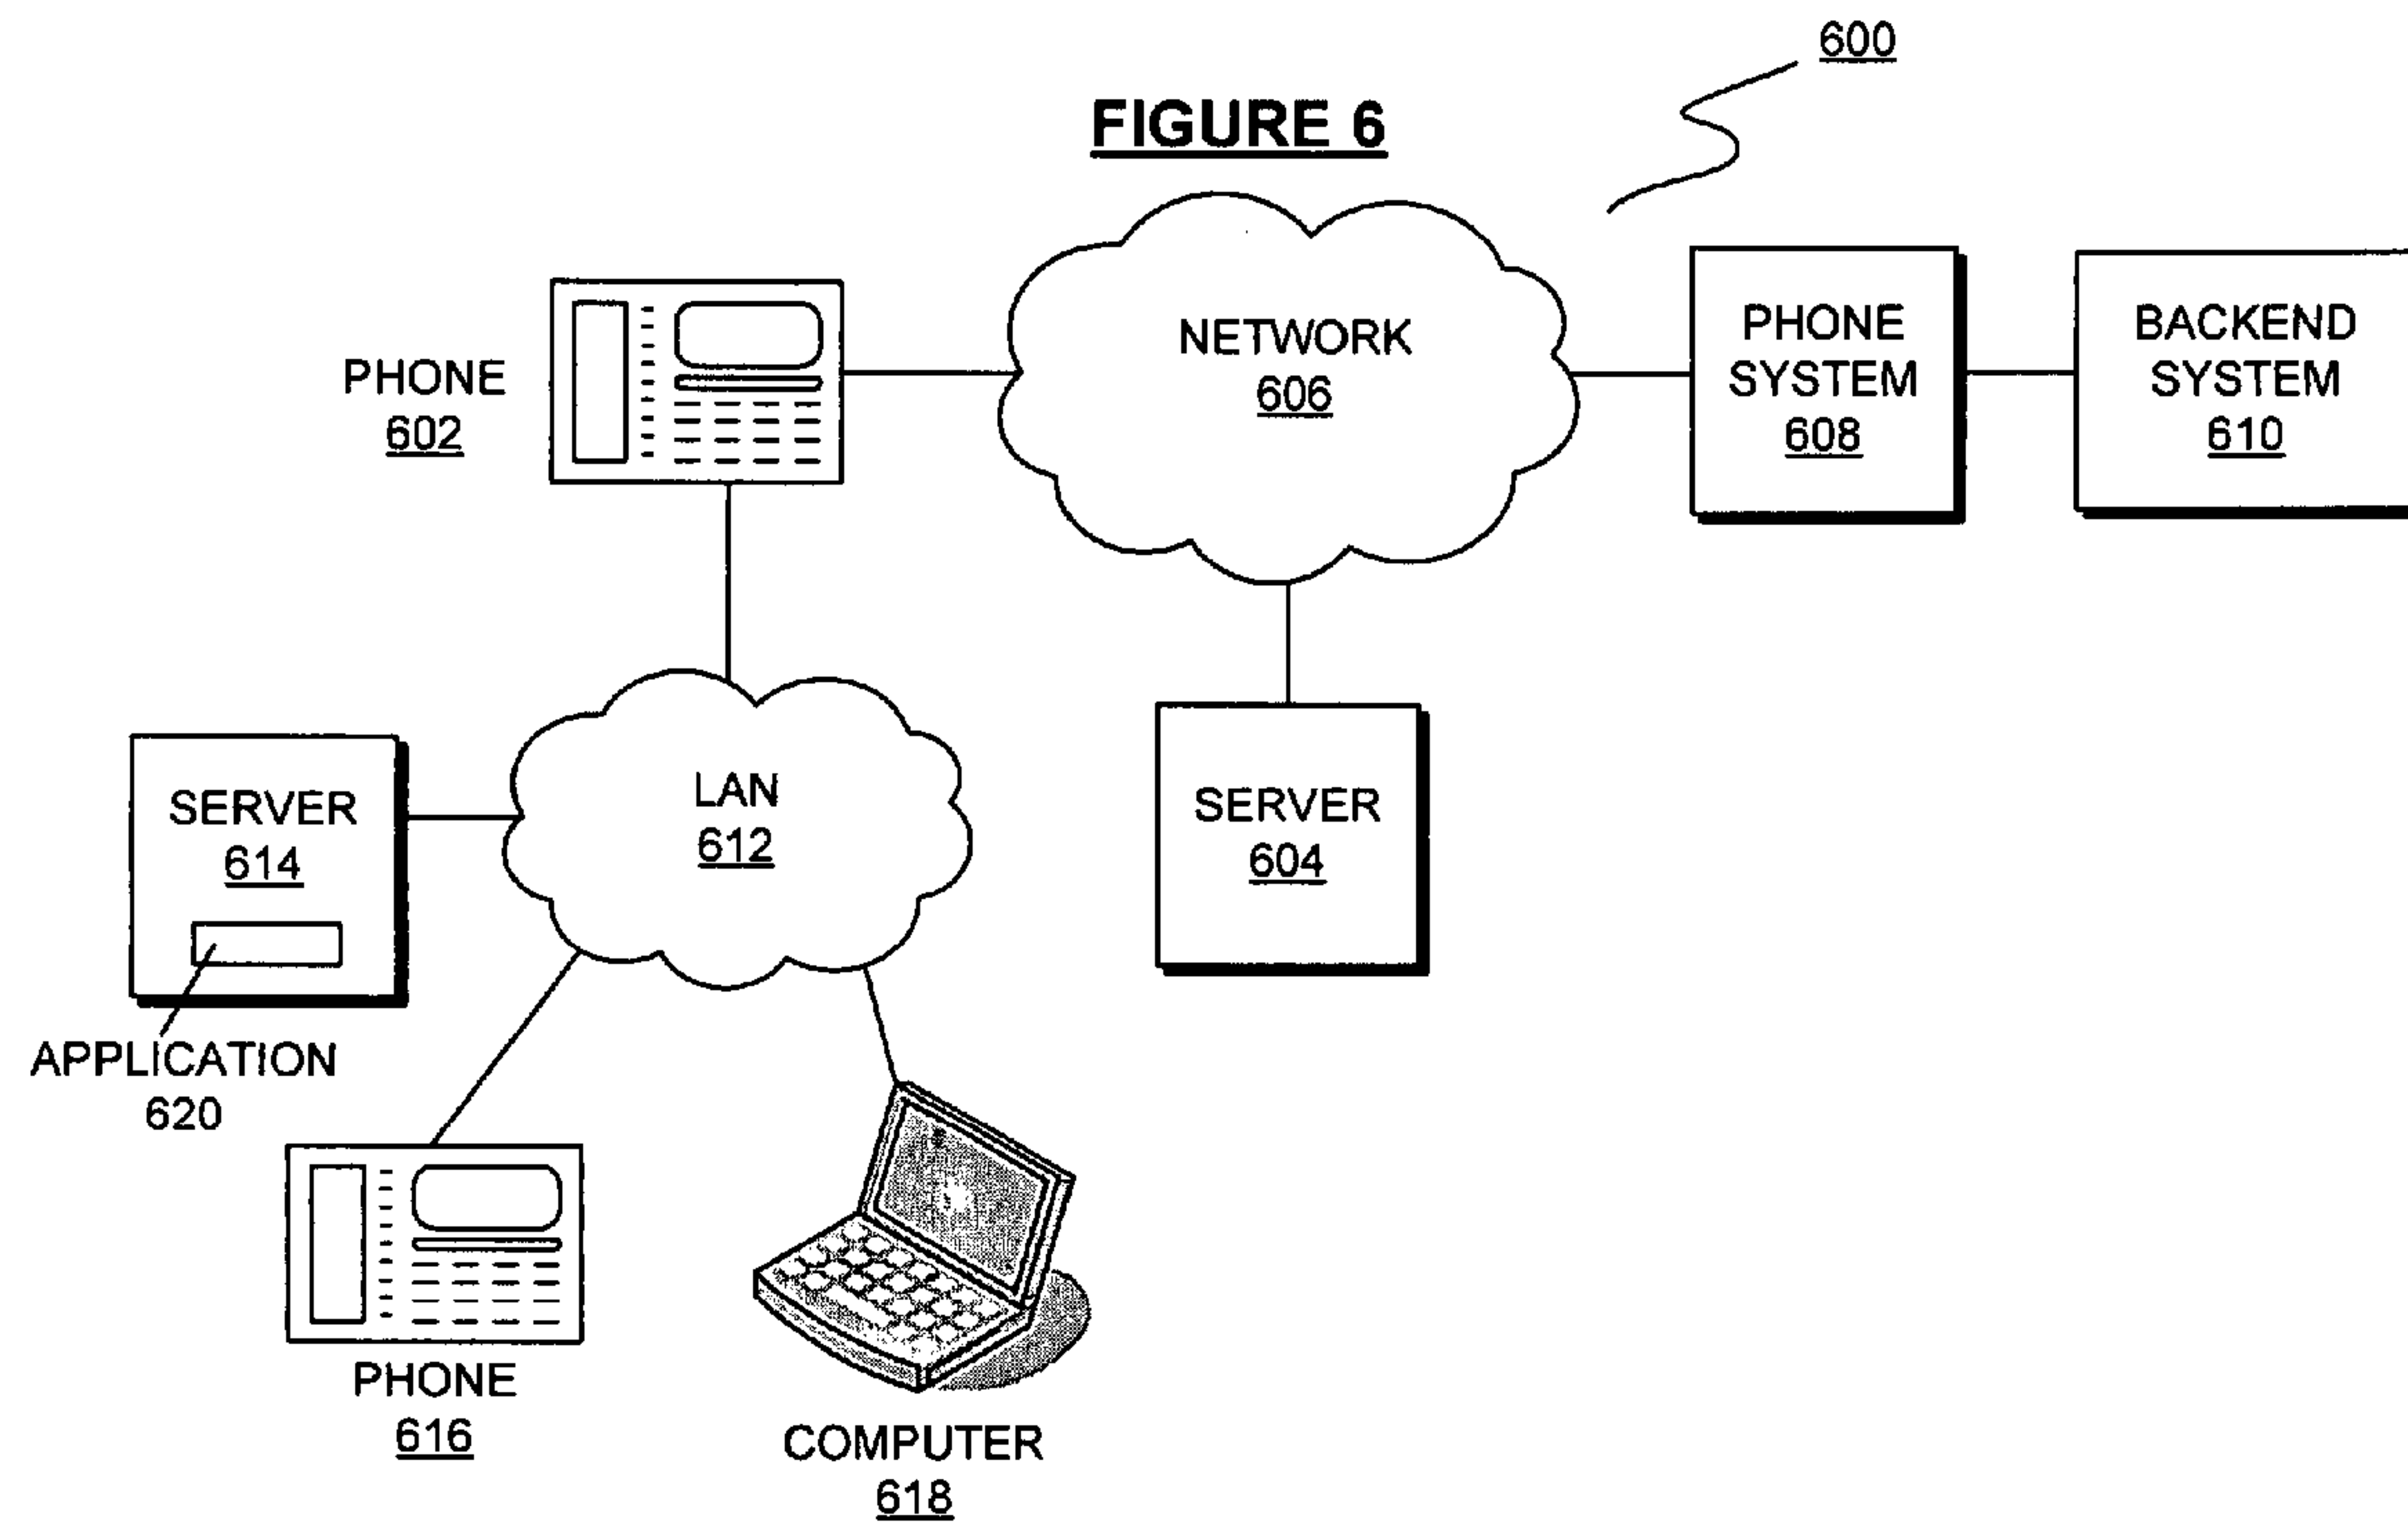 600
FIGURE 6
NETWORK
606
PHONE
SYSTEM
608
BACKEND
SYSTEM
610
PHONE
602
LAN
612
SERVER
614
SERVER
604
APPLICATION
620
PHONE
616
COMPUTER
618